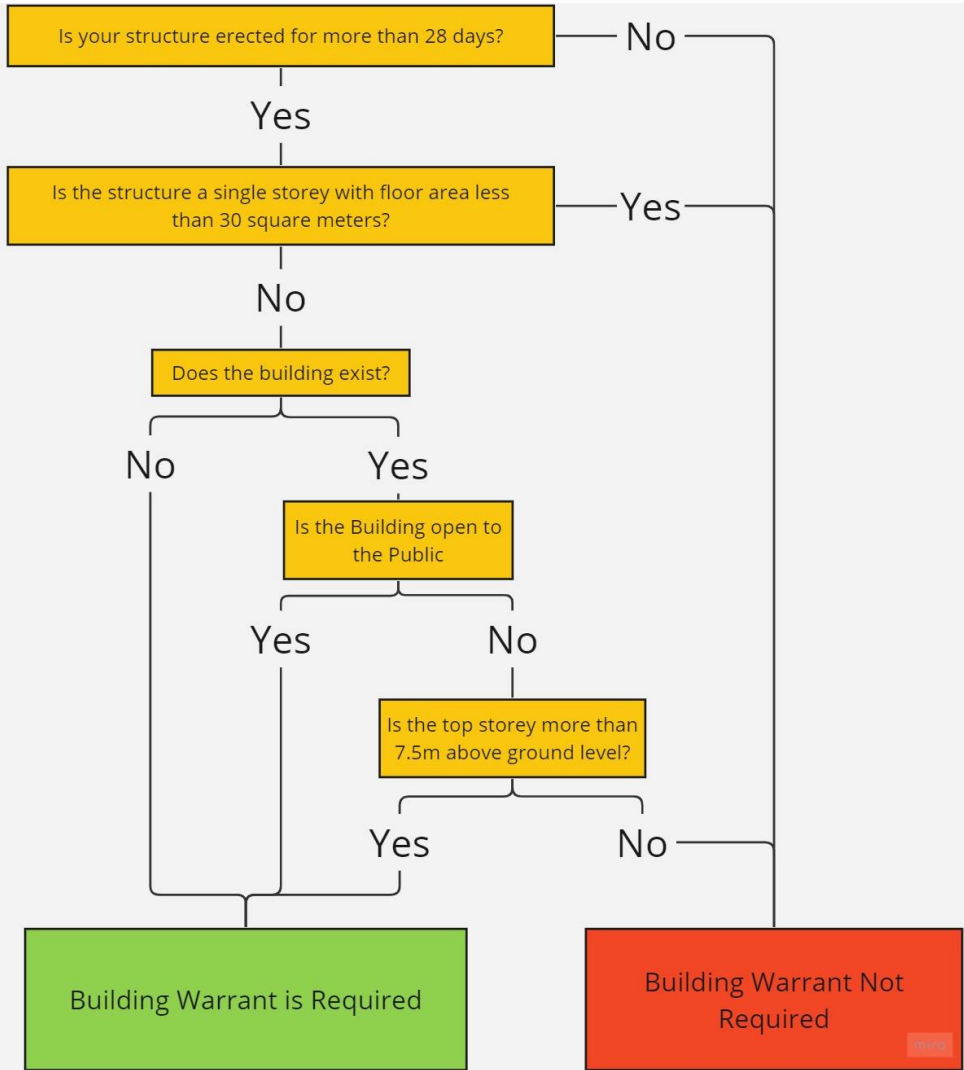 Is your structure erected for more than 28 days?
No
Yes
Is the structure a single storey with floor area less
than 30 square meters?
Yes
No
Does the building exist?
No
Yes
Is the Building open to
the Public
Yes
No
Is the top storey more than
7.5m above ground level?
Yes
No
Building Warrant is Required
Building Warrant Not
Required
miro